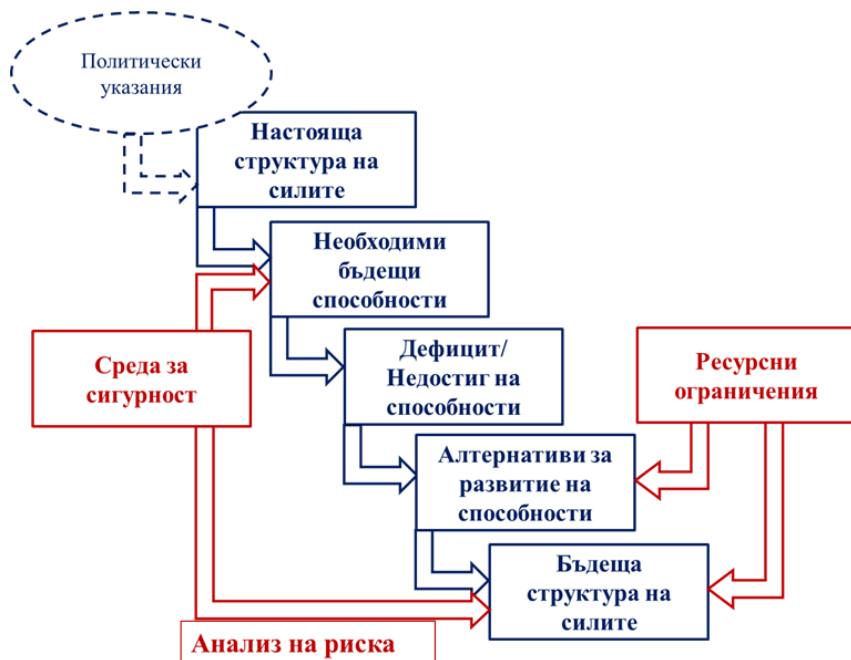 Политически
указания
Настояща
структура на
силите
Необходими
бъдещи
способности
Среда за
сигурност
Дефицит/
Недостиг на
способности
Ресурсни
ограничения
Алтернативи за
развитие на
способности
Бъдеща
структура на
силите
Анализ на риска